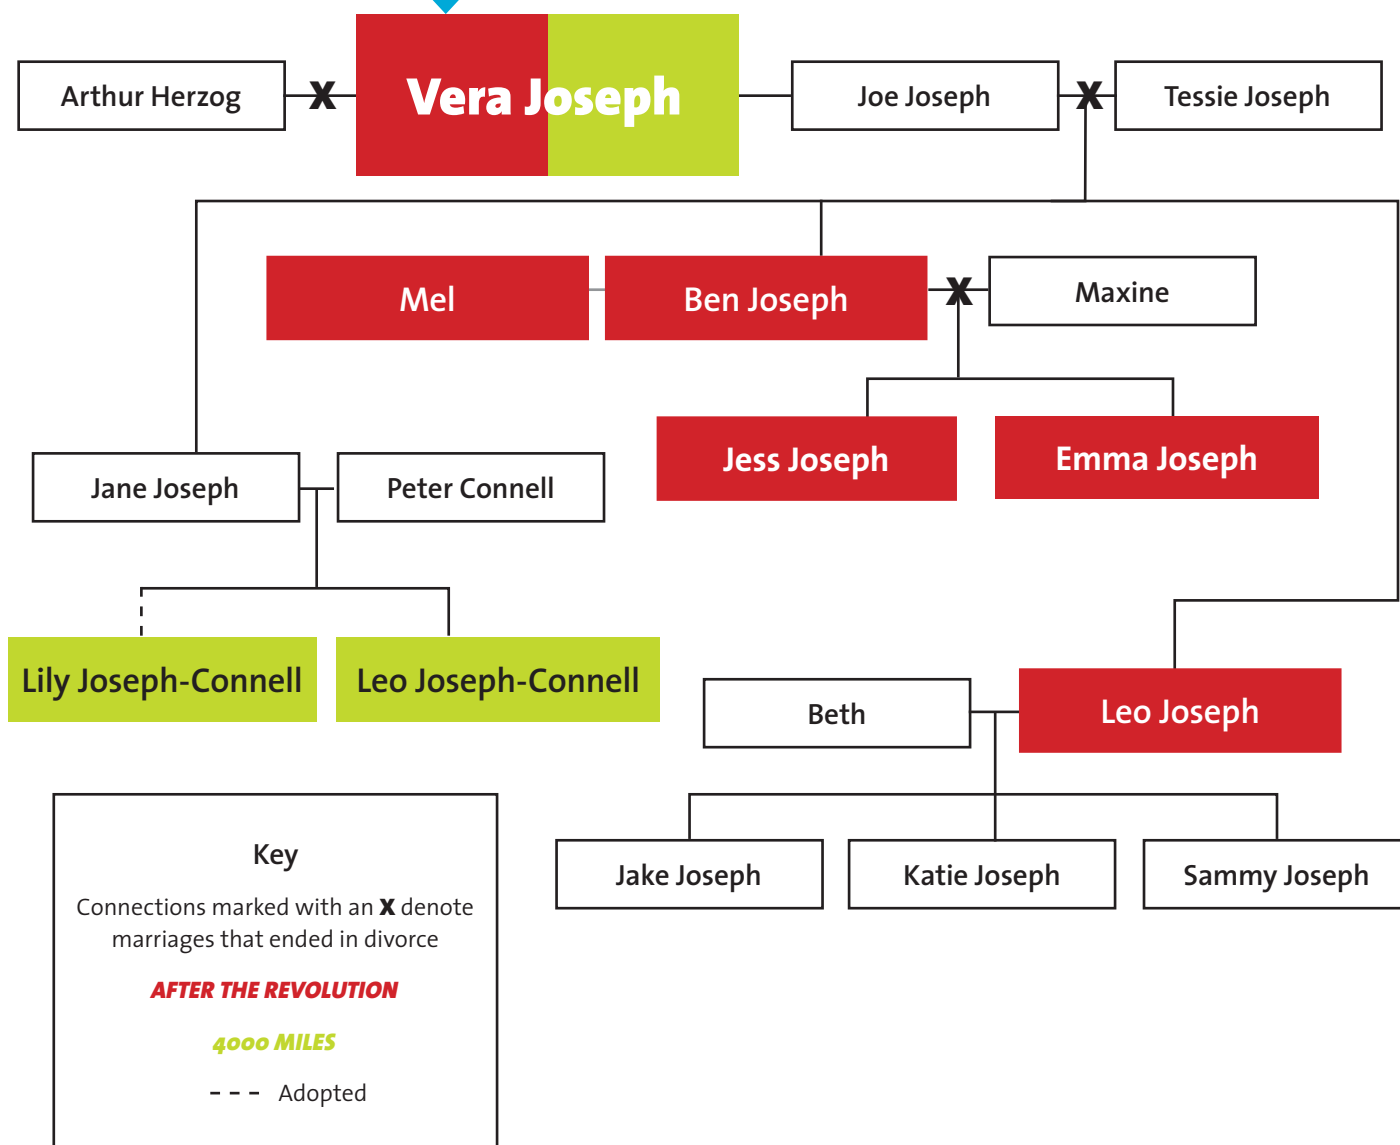 Arthur Herzog
X
Vera Joseph
Joe Joseph
X
Tessie Joseph
Mel
Ben Joseph
X
Maxine
Jess Joseph
Emma Joseph
Jane Joseph
Peter Connell
Lily Joseph-Connell
Leo Joseph-Connell
Beth
Leo Joseph
Jake Joseph
Katie Joseph
Sammy Joseph
Key
Connections marked with an X denote
marriages that ended in divorce
AFTER THE REVOLUTION
4000 MILES
--- Adopted